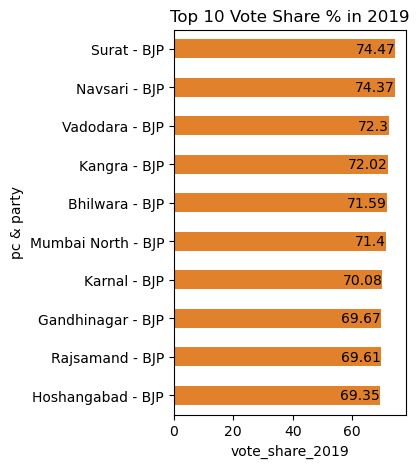 Top 10 Vote Share % in 2019
Surat - BJP 74.47
Navsari - BJP 74.37
Vadodara - BJP 72.3
Kangra - BJP 72.02
Bhilwara - BJP 71.59
Mumbai North - BJP 71.4
Karnal - BJP 70.08
Gandhinagar - BJP 69.67
Rajsamand - BJP 69.61
Hoshangabad - BJP 69.35
pc & party
0 20 40 60
vote_share_2019